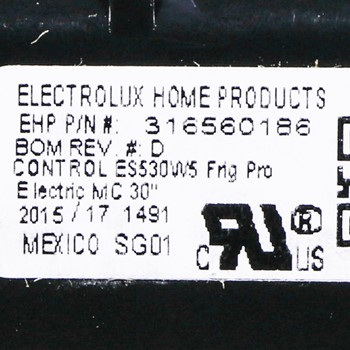 ELECTROLUX HOME PRODUCTS
EHP P/N #: 316560186
BOM REV. #: D
CONTROL ES530W5 Frig Pro
Electric MC 30"
2015/17 1491
MEXICO SG01
C RU ® US